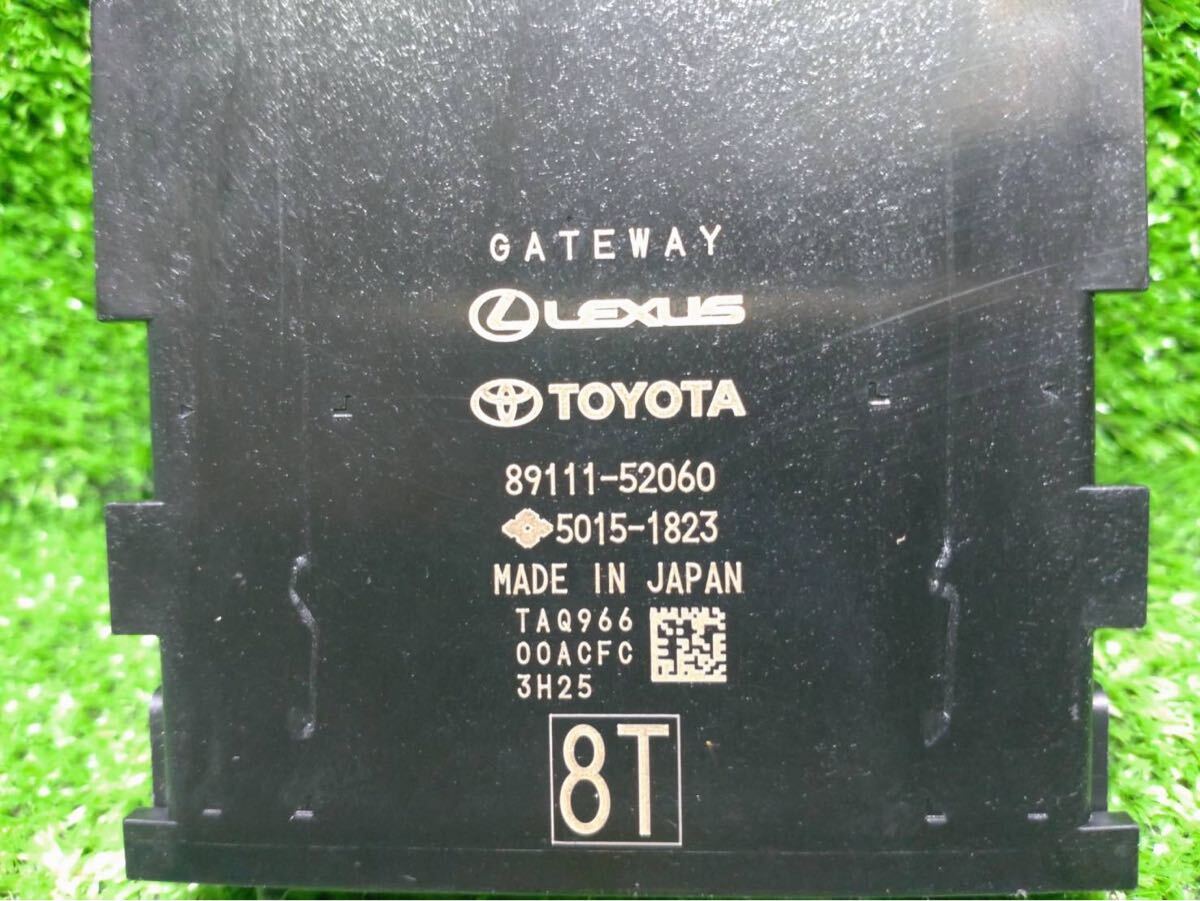 GATEWAY
LEXUS
TOYOTA
89111-52060
5015-1823
MADE IN JAPAN
TAQ966
00ACFC
3H25
8T